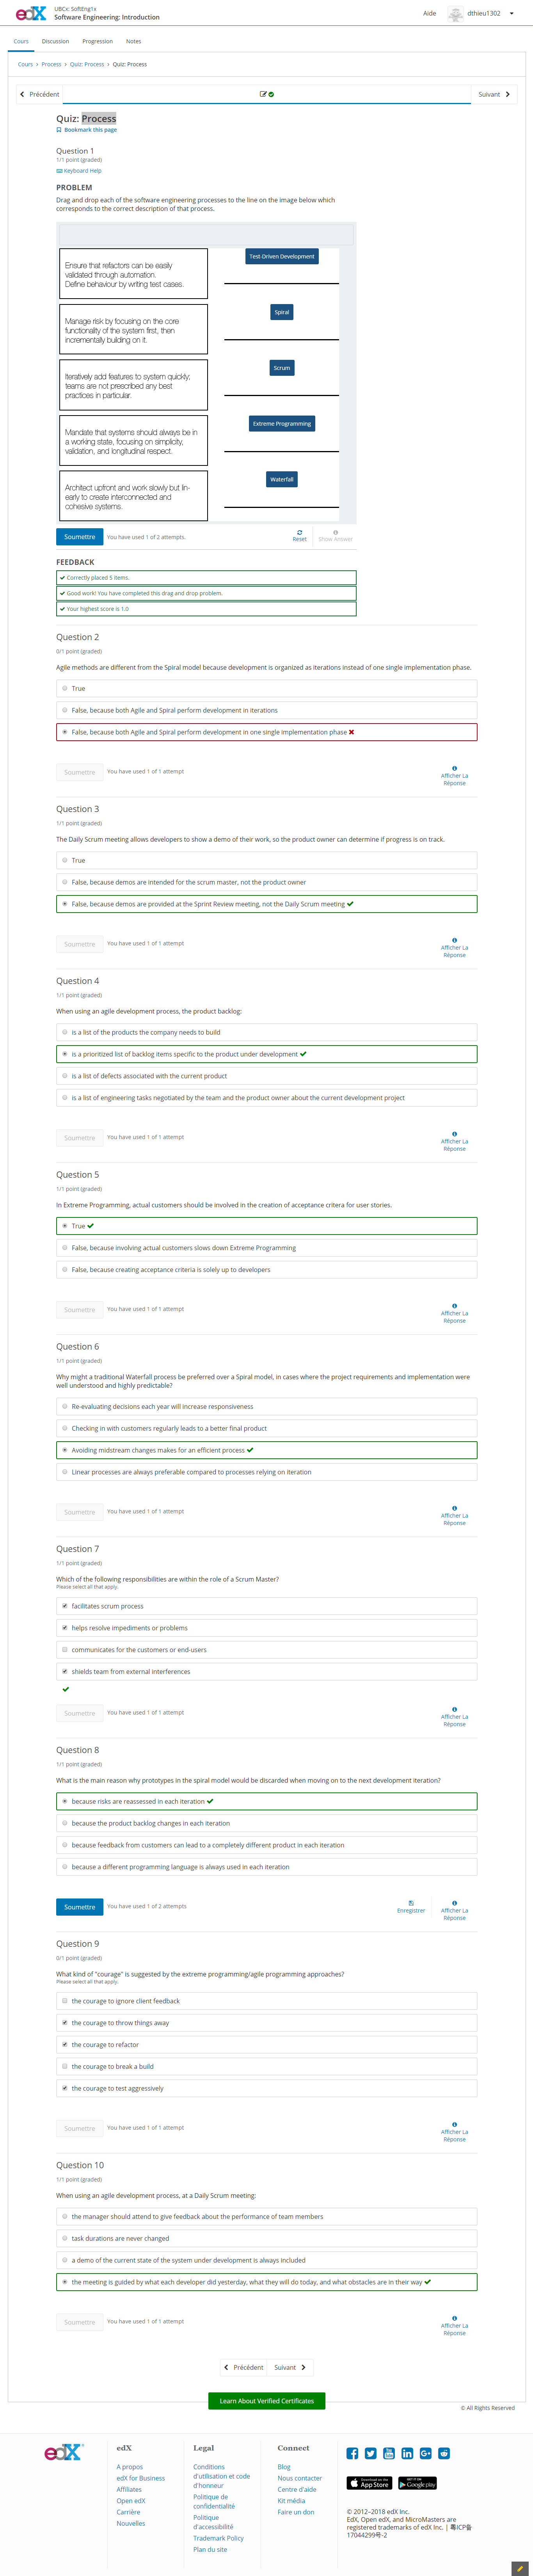 edX
UBCx: SoftEng1x
Software Engineering: Introduction
Aide
dthieu1302
Cours Discussion Progression Notes
Cours > Process > Quiz: Process > Quiz: Process
Précédent
Suivant
Quiz: Process
Bookmark this page
Question 1
1/1 point (graded)
Keyboard Help
PROBLEM
Drag and drop each of the software engineering processes to the line on the image below which
corresponds to the correct description of that process.
Ensure that refactors can be easily
validated through automation.
Define behaviour by writing test cases.
Test-Driven Development
Manage risk by focusing on the core
functionality of the system first, then
incrementally building on it.
Spiral
Iteratively add features to system quickly;
teams are not prescribed any best
practices in particular.
Scrum
Mandate that systems should always be in
a working state, focusing on simplicity,
validation, and longitudinal respect.
Extreme Programming
Architect upfront and work slowly but lin-
early to create interconnected and
cohesive systems.
Waterfall
Soumettre
You have used 1 of 2 attempts.
Reset
Show Answer
FEEDBACK
Correctly placed 5 items.
Good work! You have completed this drag and drop problem.
Your highest score is 1.0
Question 2
0/1 point (graded)
Agile methods are different from the Spiral model because development is organized as iterations instead of one single implementation phase.
True
False, because both Agile and Spiral perform development in iterations
False, because both Agile and Spiral perform development in one single implementation phase
Soumettre
You have used 1 of 1 attempt
Afficher La
Réponse
Question 3
1/1 point (graded)
The Daily Scrum meeting allows developers to show a demo of their work, so the product owner can determine if progress is on track.
True
False, because demos are intended for the scrum master, not the product owner
False, because demos are provided at the Sprint Review meeting, not the Daily Scrum meeting
Soumettre
You have used 1 of 1 attempt
Afficher La
Réponse
Question 4
1/1 point (graded)
When using an agile development process, the product backlog:
is a list of the products the company needs to build
is a prioritized list of backlog items specific to the product under development
is a list of defects associated with the current product
is a list of engineering tasks negotiated by the team and the product owner about the current development project
Soumettre
You have used 1 of 1 attempt
Afficher La
Réponse
Question 5
1/1 point (graded)
In Extreme Programming, actual customers should be involved in the creation of acceptance critera for user stories.
True
False, because involving actual customers slows down Extreme Programming
False, because creating acceptance criteria is solely up to developers
Soumettre
You have used 1 of 1 attempt
Afficher La
Réponse
Question 6
1/1 point (graded)
Why might a traditional Waterfall process be preferred over a Spiral model, in cases where the project requirements and implementation were
well understood and highly predictable?
Re-evaluating decisions each year will increase responsiveness
Checking in with customers regularly leads to a better final product
Avoiding midstream changes makes for an efficient process
Linear processes are always preferable compared to processes relying on iteration
Soumettre
You have used 1 of 1 attempt
Afficher La
Réponse
Question 7
1/1 point (graded)
Which of the following responsibilities are within the role of a Scrum Master?
Please select all that apply.
facilitates scrum process
helps resolve impediments or problems
communicates for the customers or end-users
shields team from external interferences
Soumettre
You have used 1 of 1 attempt
Afficher La
Réponse
Question 8
1/1 point (graded)
What is the main reason why prototypes in the spiral model would be discarded when moving on to the next development iteration?
because risks are reassessed in each iteration
because the product backlog changes in each iteration
because feedback from customers can lead to a completely different product in each iteration
because a different programming language is always used in each iteration
Soumettre
You have used 1 of 2 attempts
Enregistrer
Afficher La
Réponse
Question 9
0/1 point (graded)
What kind of "courage" is suggested by the extreme programming/agile programming approaches?
Please select all that apply.
the courage to ignore client feedback
the courage to throw things away
the courage to refactor
the courage to break a build
the courage to test aggressively
Soumettre
You have used 1 of 1 attempt
Afficher La
Réponse
Question 10
1/1 point (graded)
When using an agile development process, at a Daily Scrum meeting:
the manager should attend to give feedback about the performance of team members
task durations are never changed
a demo of the current state of the system under development is always included
the meeting is guided by what each developer did yesterday, what they will do today, and what obstacles are in their way
Soumettre
You have used 1 of 1 attempt
Afficher La
Réponse
Précédent Suivant
Learn About Verified Certificates
© All Rights Reserved
edX
edX
A propos
edX for Business
Affiliates
Open edX
Carrière
Nouvelles
Legal
Conditions
d'utilisation et code
d'honneur
Politique de
confidentialité
Politique
d'accessibilité
Trademark Policy
Plan du site
Connect
Blog
Nous contacter
Centre d'aide
Kit média
Faire un don
Download on the
App Store
GET IT ON
Google play
© 2012–2018 edX Inc.
EdX, Open edX, and MicroMasters are
registered trademarks of edX Inc. | 粤ICP备
17044299号-2